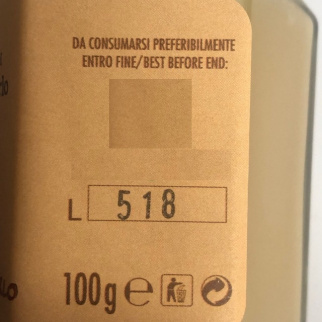 DA CONSUMARSI PREFERIBILMENTE
ENTRO FINE/BEST BEFORE END:
L 518
100g e